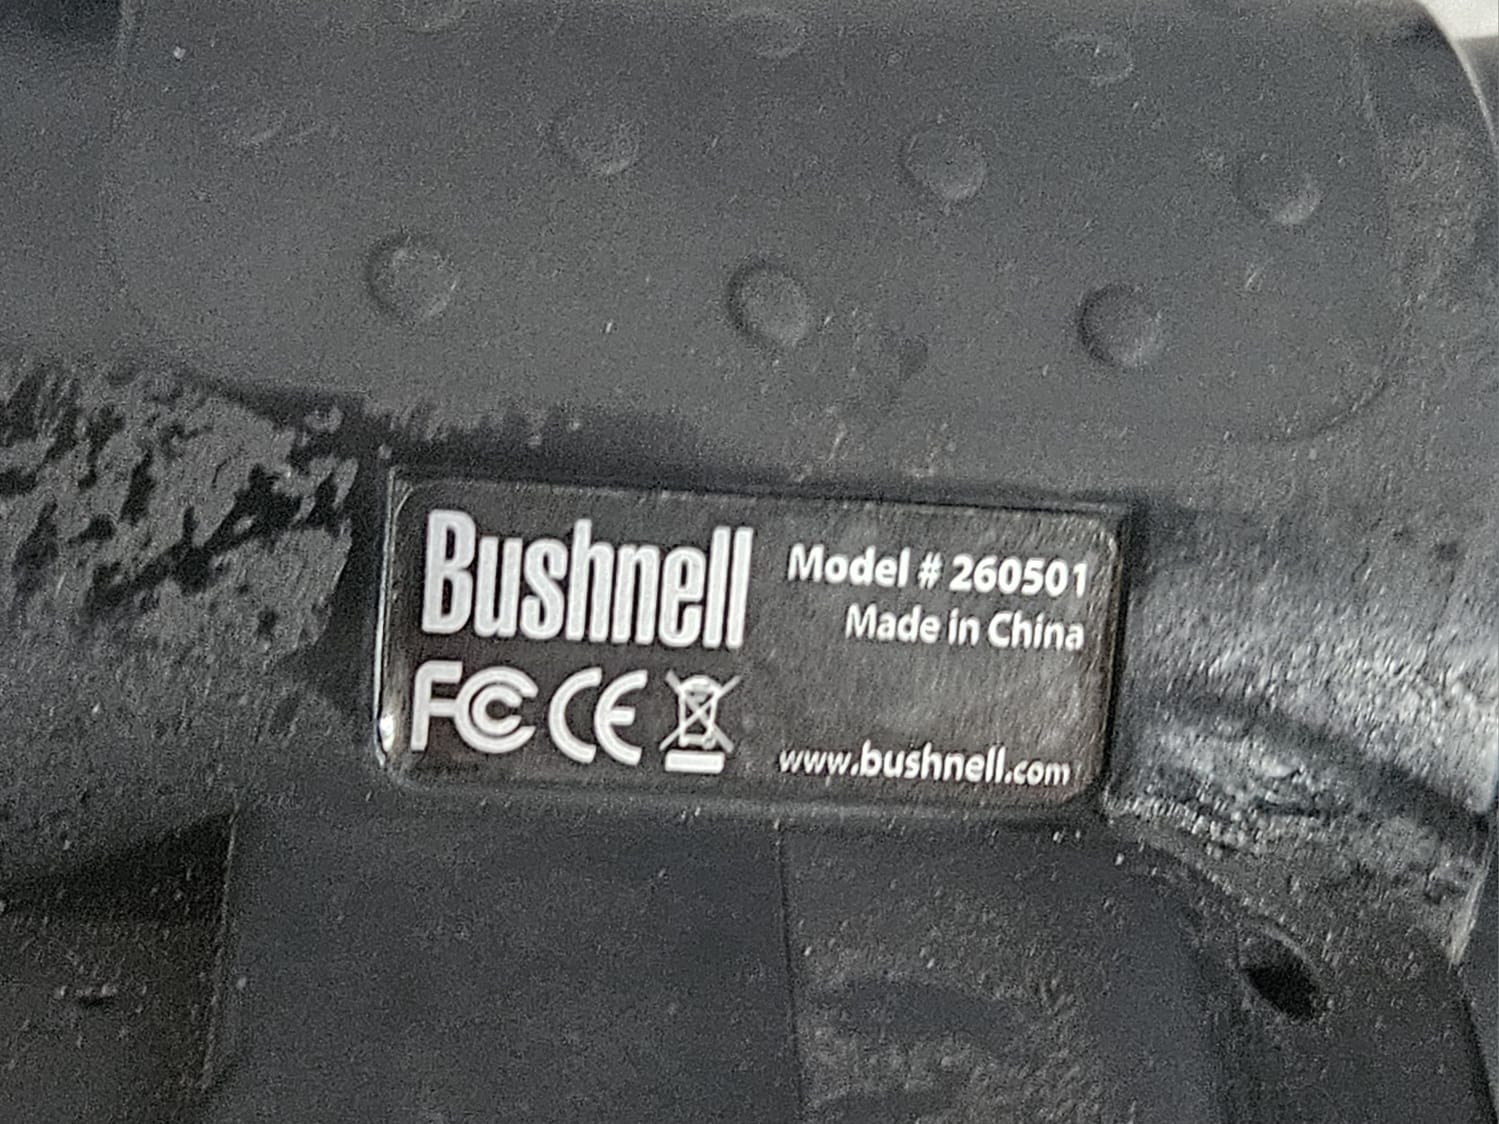 Bushnell
Model # 260501
Made in China
FC CE
www.bushnell.com